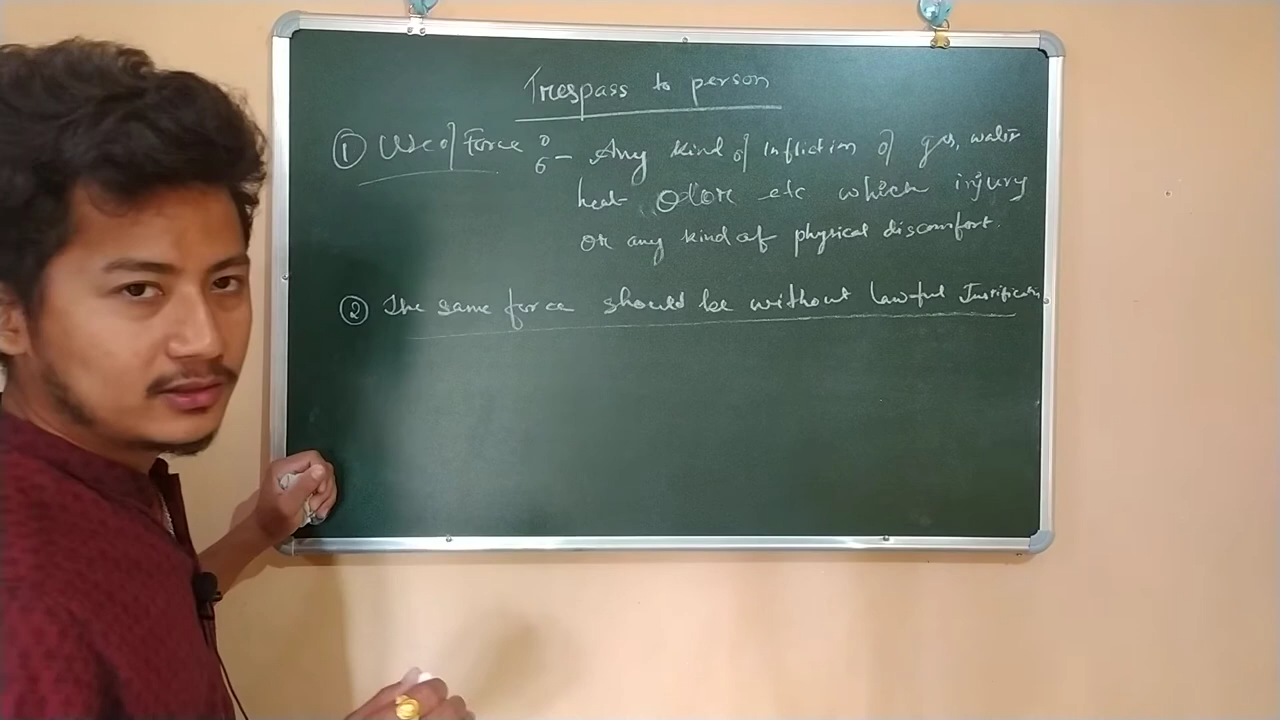 Trespass to person
① Use of Force :- Any kind of infliction of gas, water
heat odore etc which injury
or any kind of physical discomfort.
② The same force should be without lawful Justification